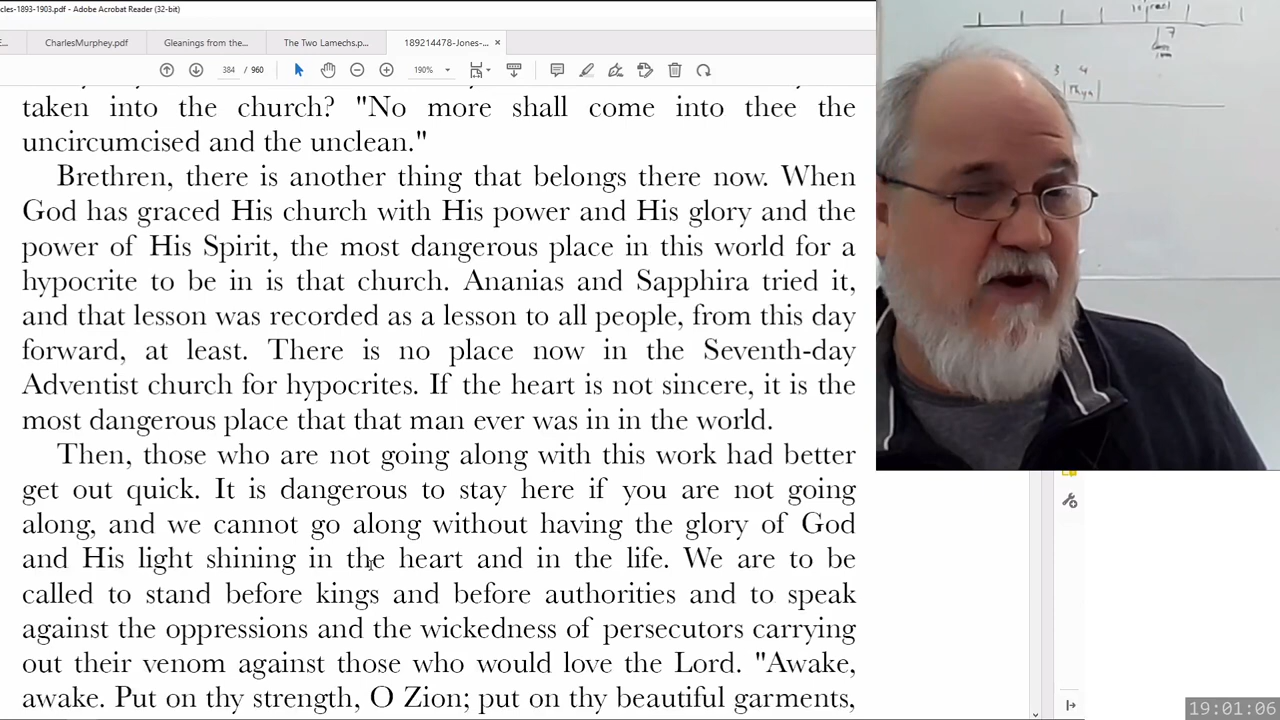 cles-1893-1903.pdf - Adobe Acrobat Reader (32-bit)
E...
CharlesMurphey.pdf
Gleanings from the...
The Two Lamechs.p...
189214478-Jones-...
384 / 960
190%
taken into the church? "No more shall come into thee the
uncircumcised and the unclean."
Brethren, there is another thing that belongs there now. When
God has graced His church with His power and His glory and the
power of His Spirit, the most dangerous place in this world for a
hypocrite to be in is that church. Ananias and Sapphira tried it,
and that lesson was recorded as a lesson to all people, from this day
forward, at least. There is no place now in the Seventh-day
Adventist church for hypocrites. If the heart is not sincere, it is the
most dangerous place that that man ever was in in the world.
Then, those who are not going along with this work had better
get out quick. It is dangerous to stay here if you are not going
along, and we cannot go along without having the glory of God
and His light shining in the heart and in the life. We are to be
called to stand before kings and before authorities and to speak
against the oppressions and the wickedness of persecutors carrying
out their venom against those who would love the Lord. "Awake,
awake. Put on thy strength, O Zion; put on thy beautiful garments,
7
3 4
19:01:06